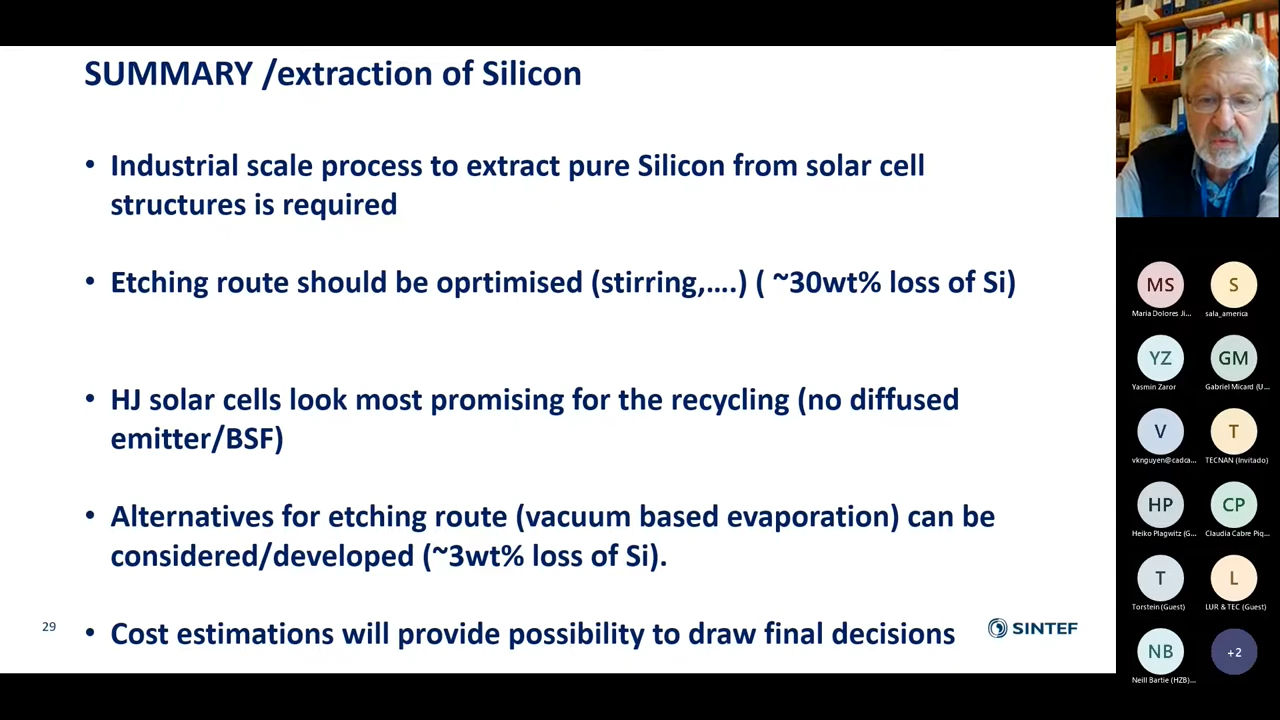 SUMMARY /extraction of Silicon
• Industrial scale process to extract pure Silicon from solar cell
structures is required
• Etching route should be oprtimised (stirring,....) ( ~30wt% loss of Si)
• HJ solar cells look most promising for the recycling (no diffused
emitter/BSF)
• Alternatives for etching route (vacuum based evaporation) can be
considered/developed (~3wt% loss of Si).
• Cost estimations will provide possibility to draw final decisions
29
SINTEF
MS
Maria Dolores Ji...
S
sala_america
YZ
Yasmin Zaror
GM
Gabriel Micard (U...
V
vknguyen@cadca...
T
TECNAN (Invitado)
HP
Heiko Plagwitz (G...
CP
Claudia Cabre Piq...
T
Torstein (Guest)
L
LUR & TEC (Guest)
NB
Neill Bartie (HZB)...
+2